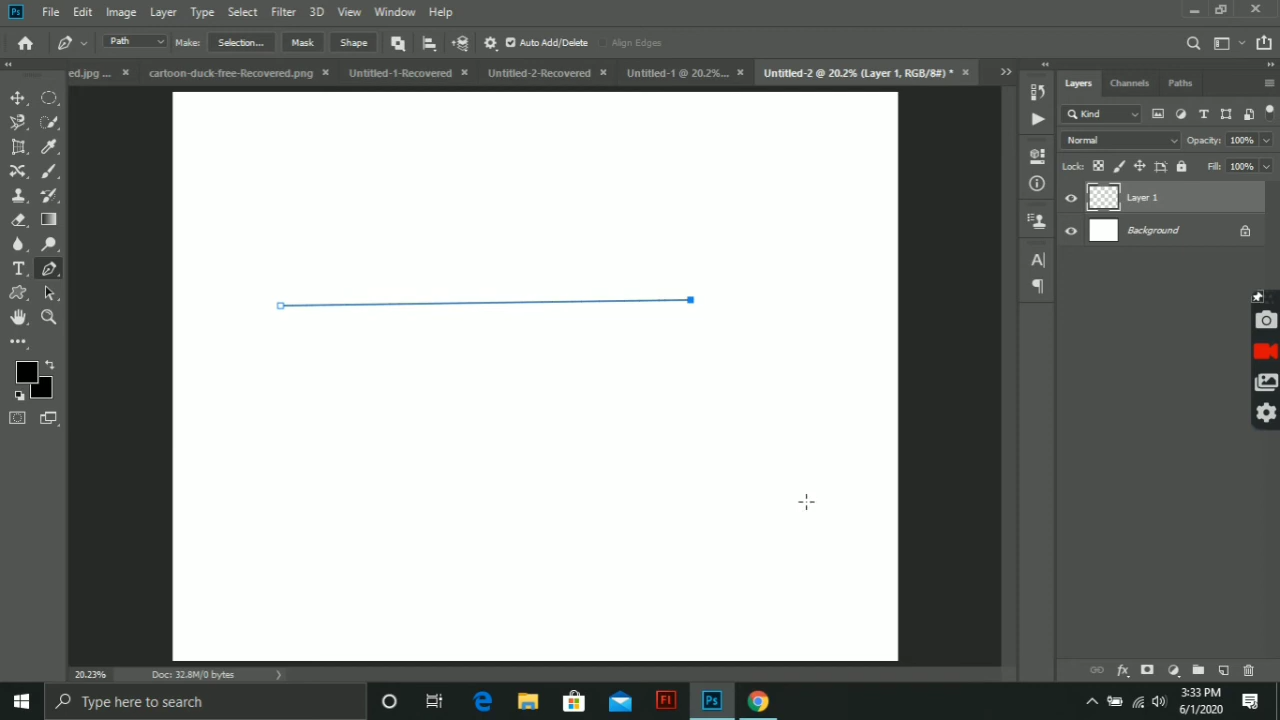 Ps File Edit Image Layer Type Select Filter 3D View Window Help
Path Make: Selection... Mask Shape Auto Add/Delete Align Edges
ed.jpg ... × cartoon-duck-free-Recovered.png × Untitled-1-Recovered × Untitled-2-Recovered × Untitled-1 @ 20.2%... × Untitled-2 @ 20.2% (Layer 1, RGB/8#) * ×
Layers Channels Paths
Kind
Normal Opacity: 100%
Lock: Fill: 100%
Layer 1
Background
20.23% Doc: 32.8M/0 bytes
Type here to search
Fl
Ps
3:33 PM
6/1/2020